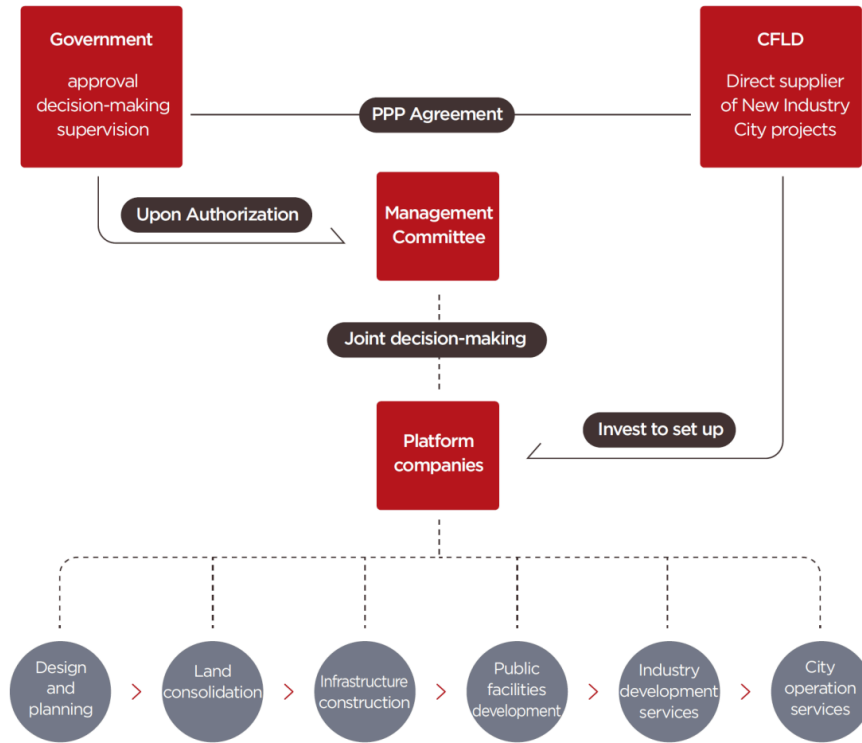 Government
approval
decision-making
supervision
CFLD
Direct supplier
of New Industry
City projects
PPP Agreement
Upon Authorization
Management
Committee
Joint decision-making
Platform
companies
Invest to set up
Design
and
planning
Land
consolidation
Infrastructure
construction
Public
facilities
development
Industry
development
services
City
operation
services